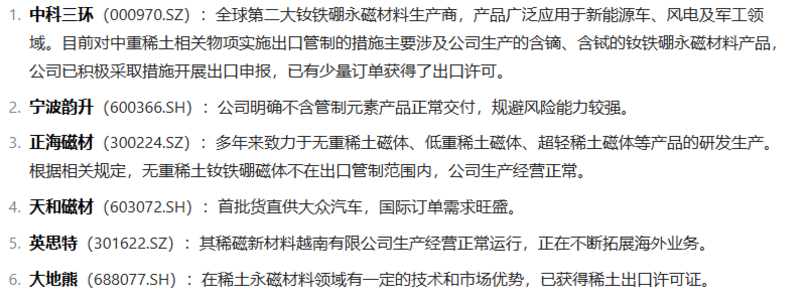 1. 中科三环（000970.SZ）：全球第二大钕铁硼永磁材料生产商，产品广泛应用于新能源车、风电及军工领
域。目前对中重稀土相关物项实施出口管制的措施主要涉及公司生产的含镝、含铽的钕铁硼永磁材料产品，
公司已积极采取措施开展出口申报，已有少量订单获得了出口许可。
2. 宁波韵升（600366.SH）：公司明确不含管制元素产品正常交付，规避风险能力较强。
3. 正海磁材（300224.SZ）：多年来致力于无重稀土磁体、低重稀土磁体、超轻稀土磁体等产品的研发生产。
根据相关规定，无重稀土钕铁硼磁体不在出口管制范围内，公司生产经营正常。
4. 天和磁材（603072.SH）：首批货直供大众汽车，国际订单需求旺盛。
5. 英思特（301622.SZ）：其稀磁新材料越南有限公司生产经营正常运行，正在不断拓展海外业务。
6. 大地熊（688077.SH）：在稀土永磁材料领域有一定的技术和市场优势，已获得稀土出口许可证。